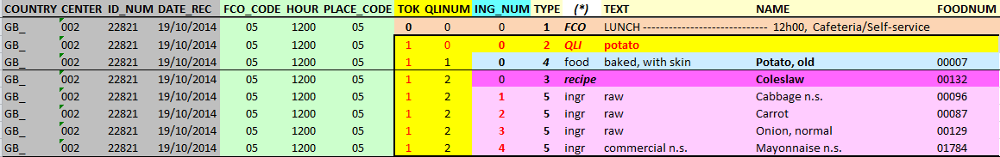 COUNTRY CENTER ID_NUM DATE_REC FCO_CODE HOUR PLACE_CODE TOK QLINUM ING_NUM TYPE (*) TEXT NAME FOODNUM
GB_ 002 22821 19/10/2014 05 1200 05 0 0 0 1 FCO LUNCH ----------------------------- 12h00, Cafeteria/Self-service
GB_ 002 22821 19/10/2014 05 1200 05 1 0 0 2 QLI potato
GB_ 002 22821 19/10/2014 05 1200 05 1 1 0 4 food baked, with skin Potato, old 00007
GB_ 002 22821 19/10/2014 05 1200 05 1 2 0 3 recipe Coleslaw 00132
GB_ 002 22821 19/10/2014 05 1200 05 1 2 1 5 ingr raw Cabbage n.s. 00096
GB_ 002 22821 19/10/2014 05 1200 05 1 2 2 5 ingr raw Carrot 00087
GB_ 002 22821 19/10/2014 05 1200 05 1 2 3 5 ingr raw Onion, normal 00129
GB_ 002 22821 19/10/2014 05 1200 05 1 2 4 5 ingr commercial n.s. Mayonnaise n.s. 01784